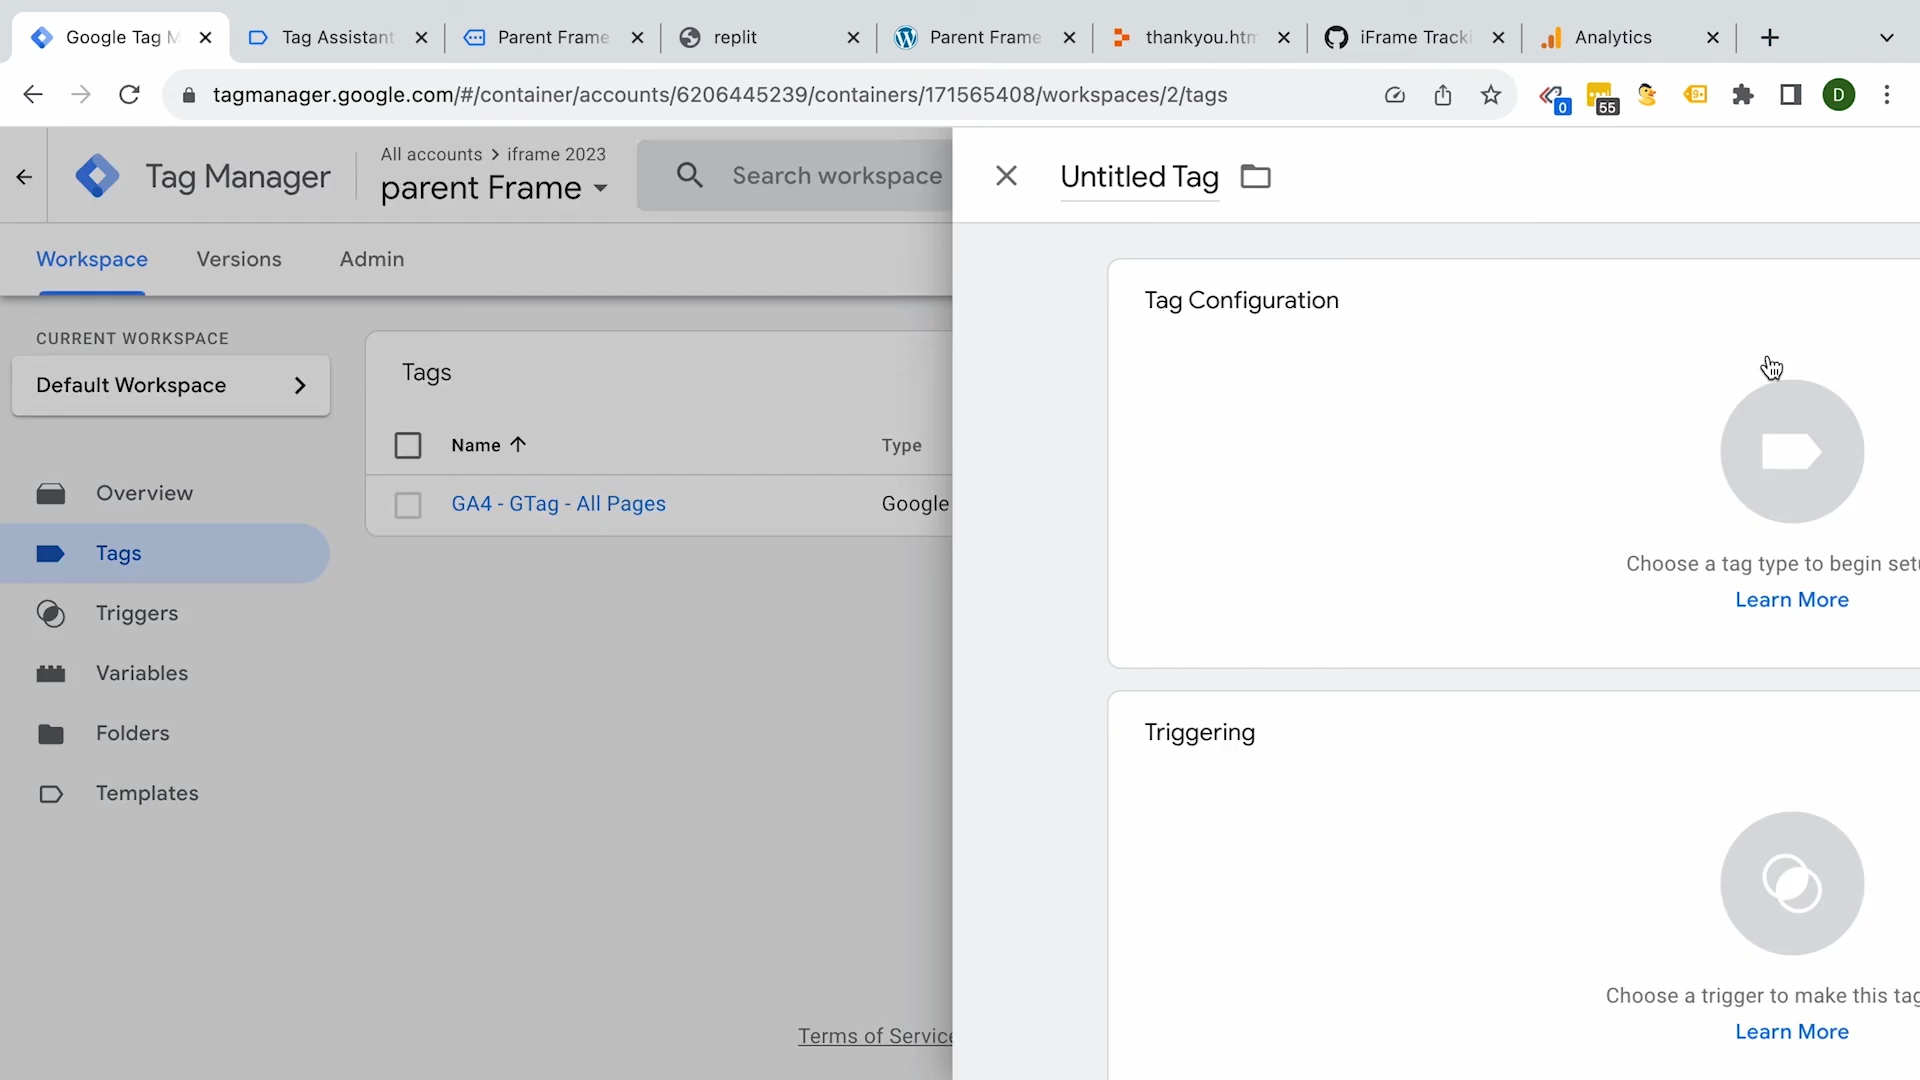 Google Tag M
Tag Assistant
Parent Frame
replit
Parent Frame
thankyou.htm
iFrame Tracki
Analytics
tagmanager.google.com/#/container/accounts/6206445239/containers/171565408/workspaces/2/tags
0
55
9+
D
Tag Manager
All accounts > iframe 2023
parent Frame
Search workspace
Untitled Tag
Workspace
Versions
Admin
CURRENT WORKSPACE
Default Workspace
Overview
Tags
Triggers
Variables
Folders
Templates
Tags
Name
Type
GA4 - GTag - All Pages
Google
Terms of Service
Tag Configuration
Choose a tag type to begin setu
Learn More
Triggering
Choose a trigger to make this tag
Learn More